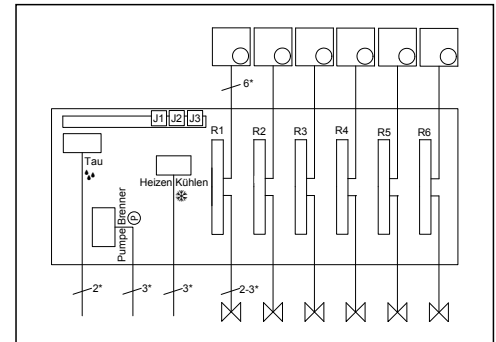 6*
J1 J2 J3
R1 R2 R3 R4 R5 R6
Tau
Heizen Kühlen
Pumpe Brenner
P
2* 3* 3* 2-3*